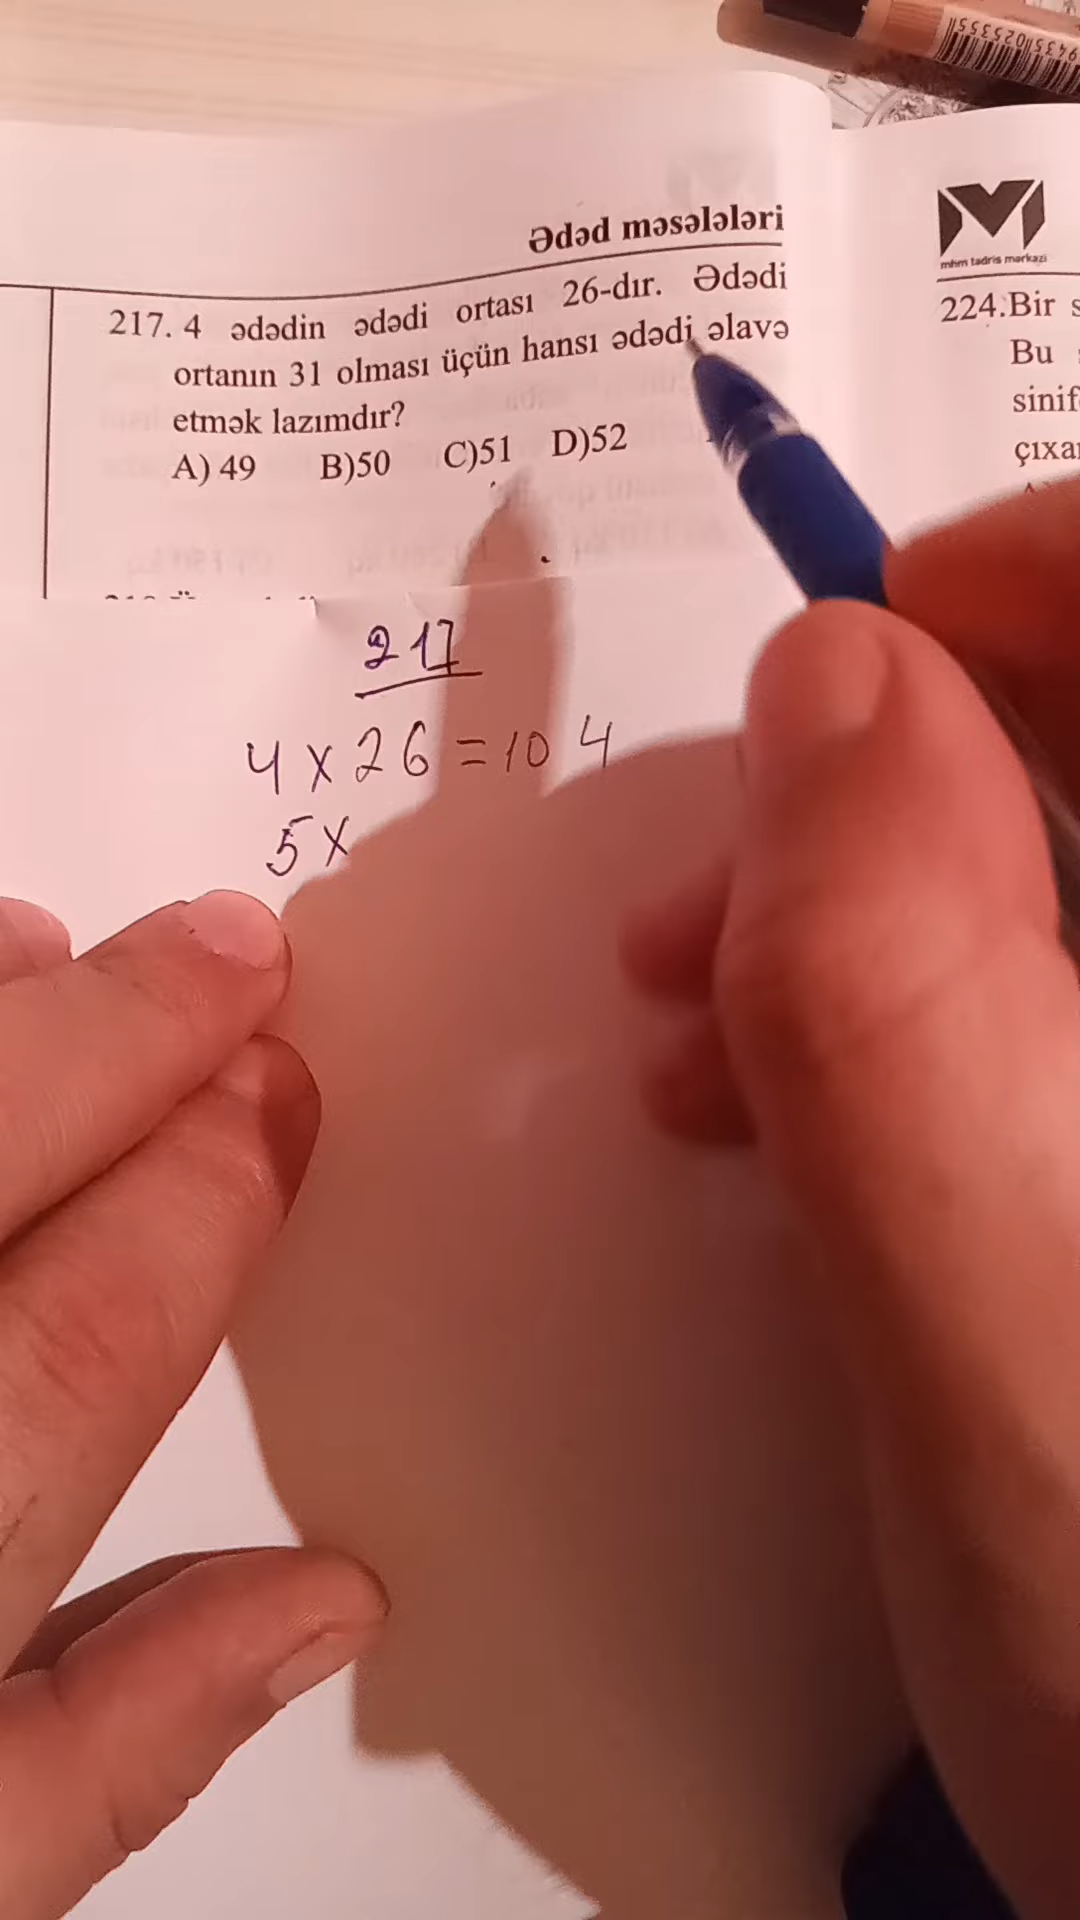 Ədəd məsələləri
mhm tədris mərkəzi
217. 4 ədədin ədədi ortası 26-dır. Ədədi
ortanın 31 olması üçün hansı ədədi əlavə
etmək lazımdır?
A) 49 B)50 C)51 D)52
224.Bir
Bu
sinif
217
4 x 26 = 104
5 x